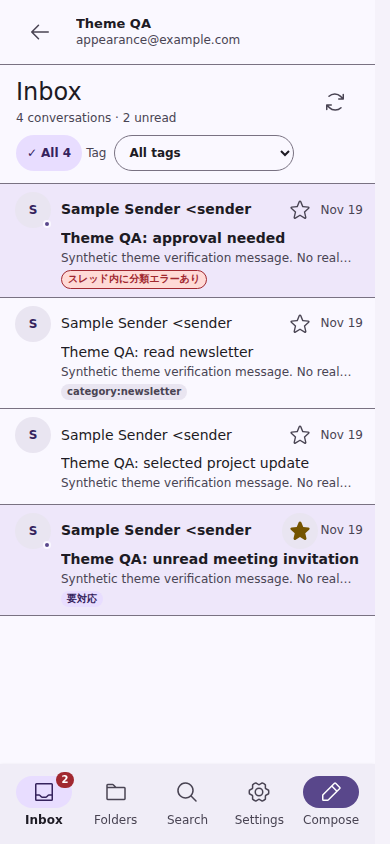 Theme QA
appearance@example.com
Inbox
4 conversations · 2 unread
✓ All 4 Tag All tags
S Sample Sender <sender Nov 19
Theme QA: approval needed
Synthetic theme verification message. No real…
スレッド内に分類エラーあり
S Sample Sender <sender Nov 19
Theme QA: read newsletter
Synthetic theme verification message. No real…
category:newsletter
S Sample Sender <sender Nov 19
Theme QA: selected project update
Synthetic theme verification message. No real…
S Sample Sender <sender Nov 19
Theme QA: unread meeting invitation
Synthetic theme verification message. No real…
要対応
2
Inbox Folders Search Settings Compose